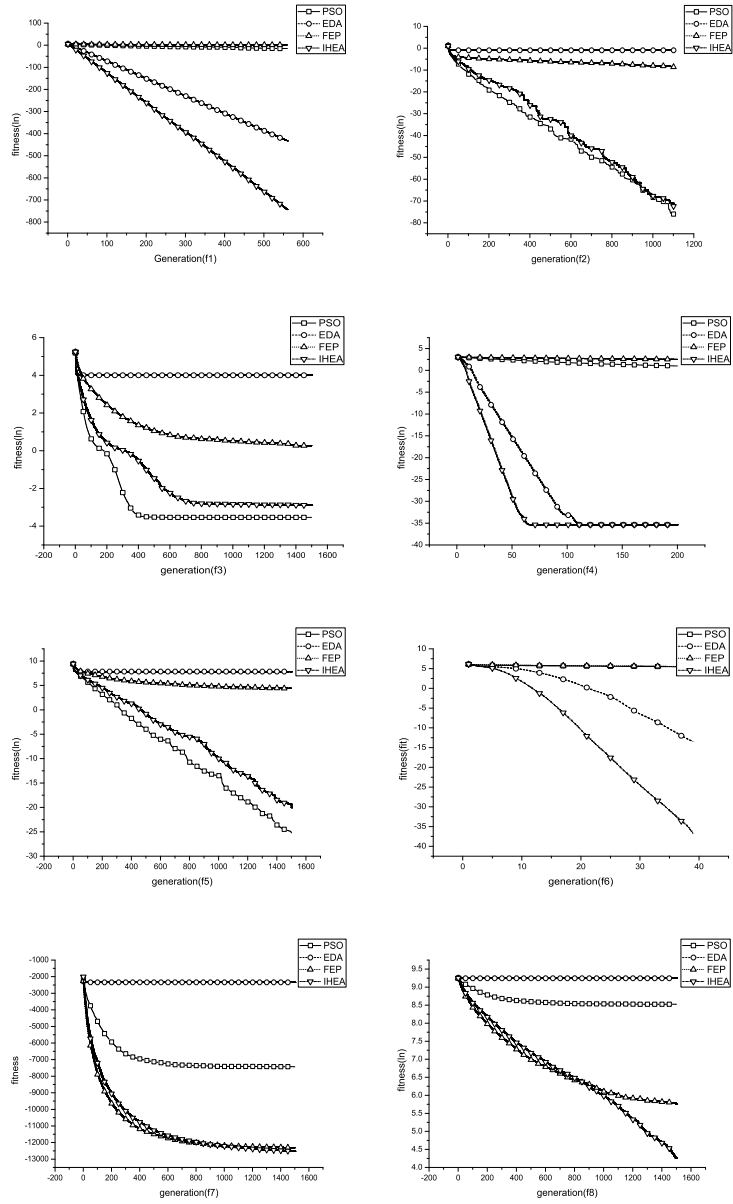 PSO
EDA
FEP
IHEA
100
0
-100
-200
-300
-400
-500
-600
-700
-800
fitness(ln)
0 100 200 300 400 500 600
Generation(f1)
PSO
EDA
FEP
IHEA
10
0
-10
-20
-30
-40
-50
-60
-70
-80
fitness(ln)
0 200 400 600 800 1000 1200
generation(f2)
PSO
EDA
FEP
IHEA
6
4
2
0
-2
-4
fitness(ln)
-200 0 200 400 600 800 1000 1200 1400 1600
generation(f3)
PSO
EDA
FEP
IHEA
5
0
-5
-10
-15
-20
-25
-30
-35
-40
fitness(ln)
0 50 100 150 200
generation(f4)
PSO
EDA
FEP
IHEA
10
5
0
-5
-10
-15
-20
-25
-30
fitness(ln)
-200 0 200 400 600 800 1000 1200 1400 1600
generation(f5)
PSO
EDA
FEP
IHEA
10
5
0
-5
-10
-15
-20
-25
-30
-35
-40
fitness(fit)
0 10 20 30 40
generation(f6)
PSO
EDA
FEP
IHEA
-1000
-2000
-3000
-4000
-5000
-6000
-7000
-8000
-9000
-10000
-11000
-12000
-13000
fitness
-200 0 200 400 600 800 1000 1200 1400 1600
generation(f7)
PSO
EDA
FEP
IHEA
9.5
9.0
8.5
8.0
7.5
7.0
6.5
6.0
5.5
5.0
4.5
4.0
fitness(ln)
-200 0 200 400 600 800 1000 1200 1400 1600
generation(f8)